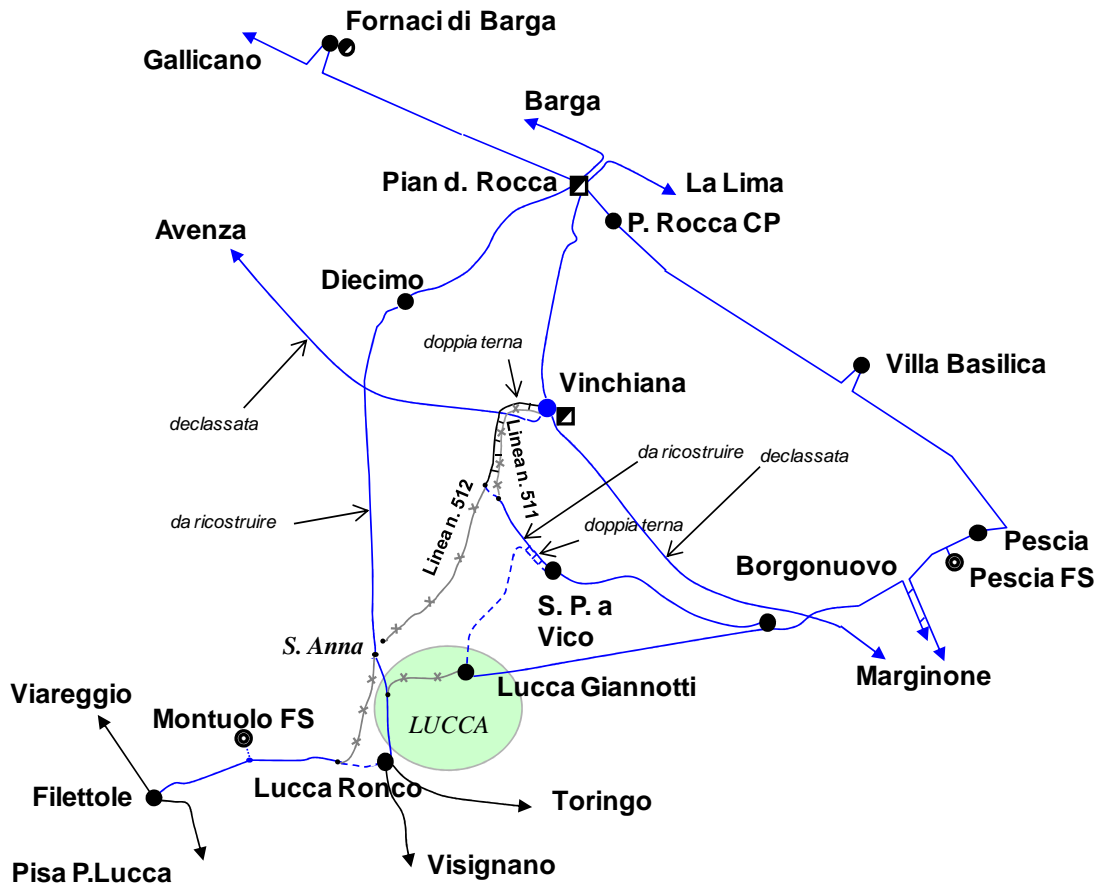 Fornaci di Barga
Gallicano
Barga
Pian d. Rocca
La Lima
P. Rocca CP
Avenza
Diecimo
doppia terna
Villa Basilica
Vinchiana
declassata
Linea n. 511
da ricostruire
declassata
Linea n. 512
da ricostruire
doppia terna
Pescia
Borgonuovo
Pescia FS
S. P. a
Vico
S. Anna
Marginone
Lucca Giannotti
Viareggio
Montuolo FS
LUCCA
Lucca Ronco
Filettole
Toringo
Pisa P.Lucca
Visignano